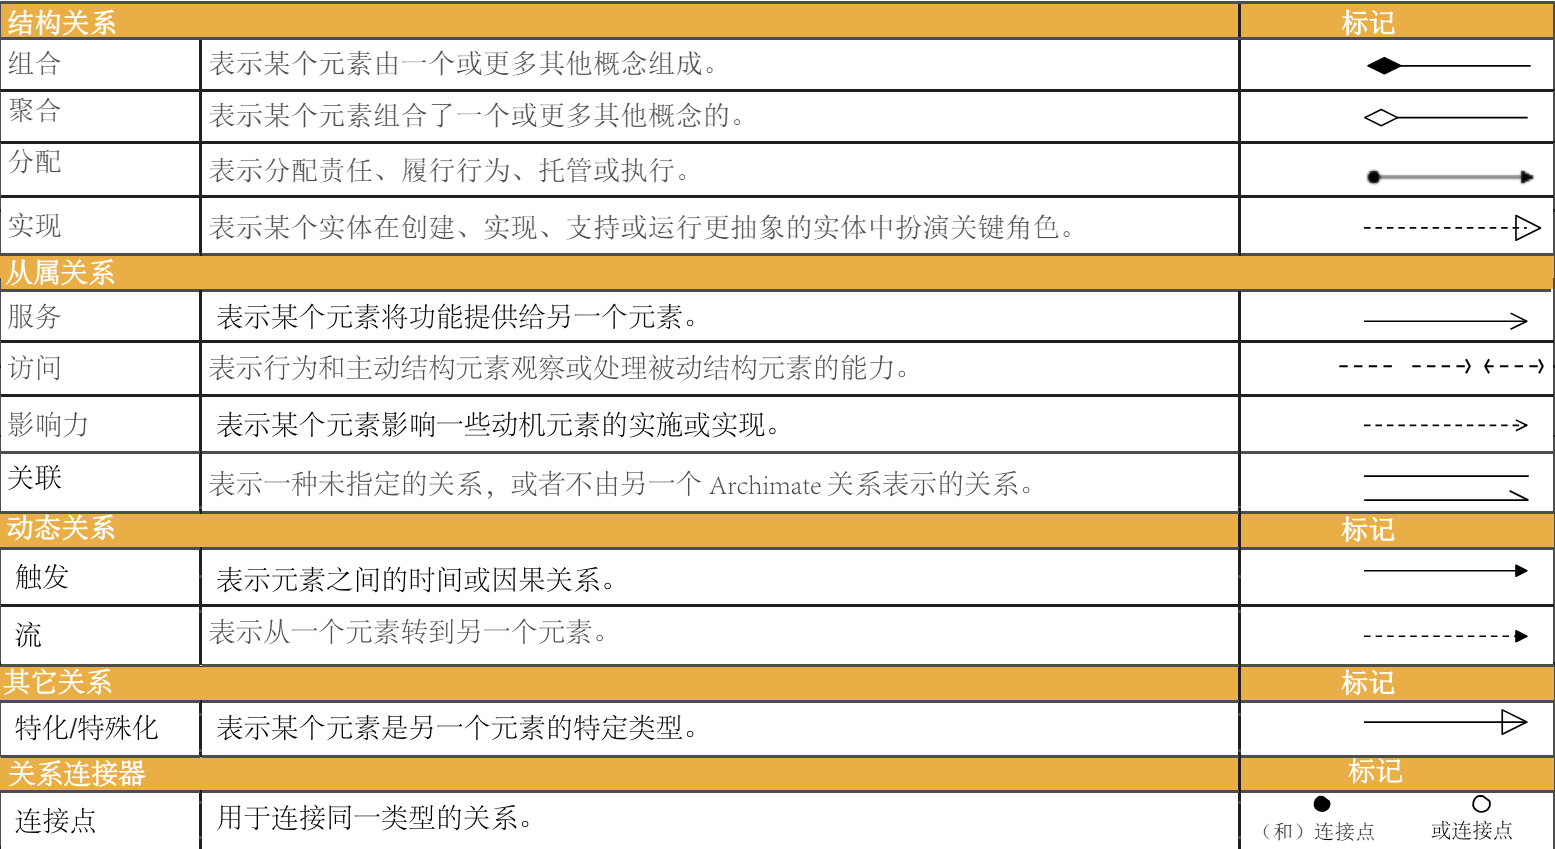 结构关系 标记
组合 表示某个元素由一个或更多其他概念组成。
聚合 表示某个元素组合了一个或更多其他概念的。
分配 表示分配责任、履行行为、托管或执行。
实现 表示某个实体在创建、实现、支持或运行更抽象的实体中扮演关键角色。
从属关系
服务 表示某个元素将功能提供给另一个元素。
访问 表示行为和主动结构元素观察或处理被动结构元素的能力。
影响力 表示某个元素影响一些动机元素的实施或实现。
关联 表示一种未指定的关系，或者不由另一个 Archimate 关系表示的关系。
动态关系 标记
触发 表示元素之间的时间或因果关系。
流 表示从一个元素转到另一个元素。
其它关系 标记
特化/特殊化 表示某个元素是另一个元素的特定类型。
关系连接器 标记
连接点 用于连接同一类型的关系。
（和）连接点 或连接点